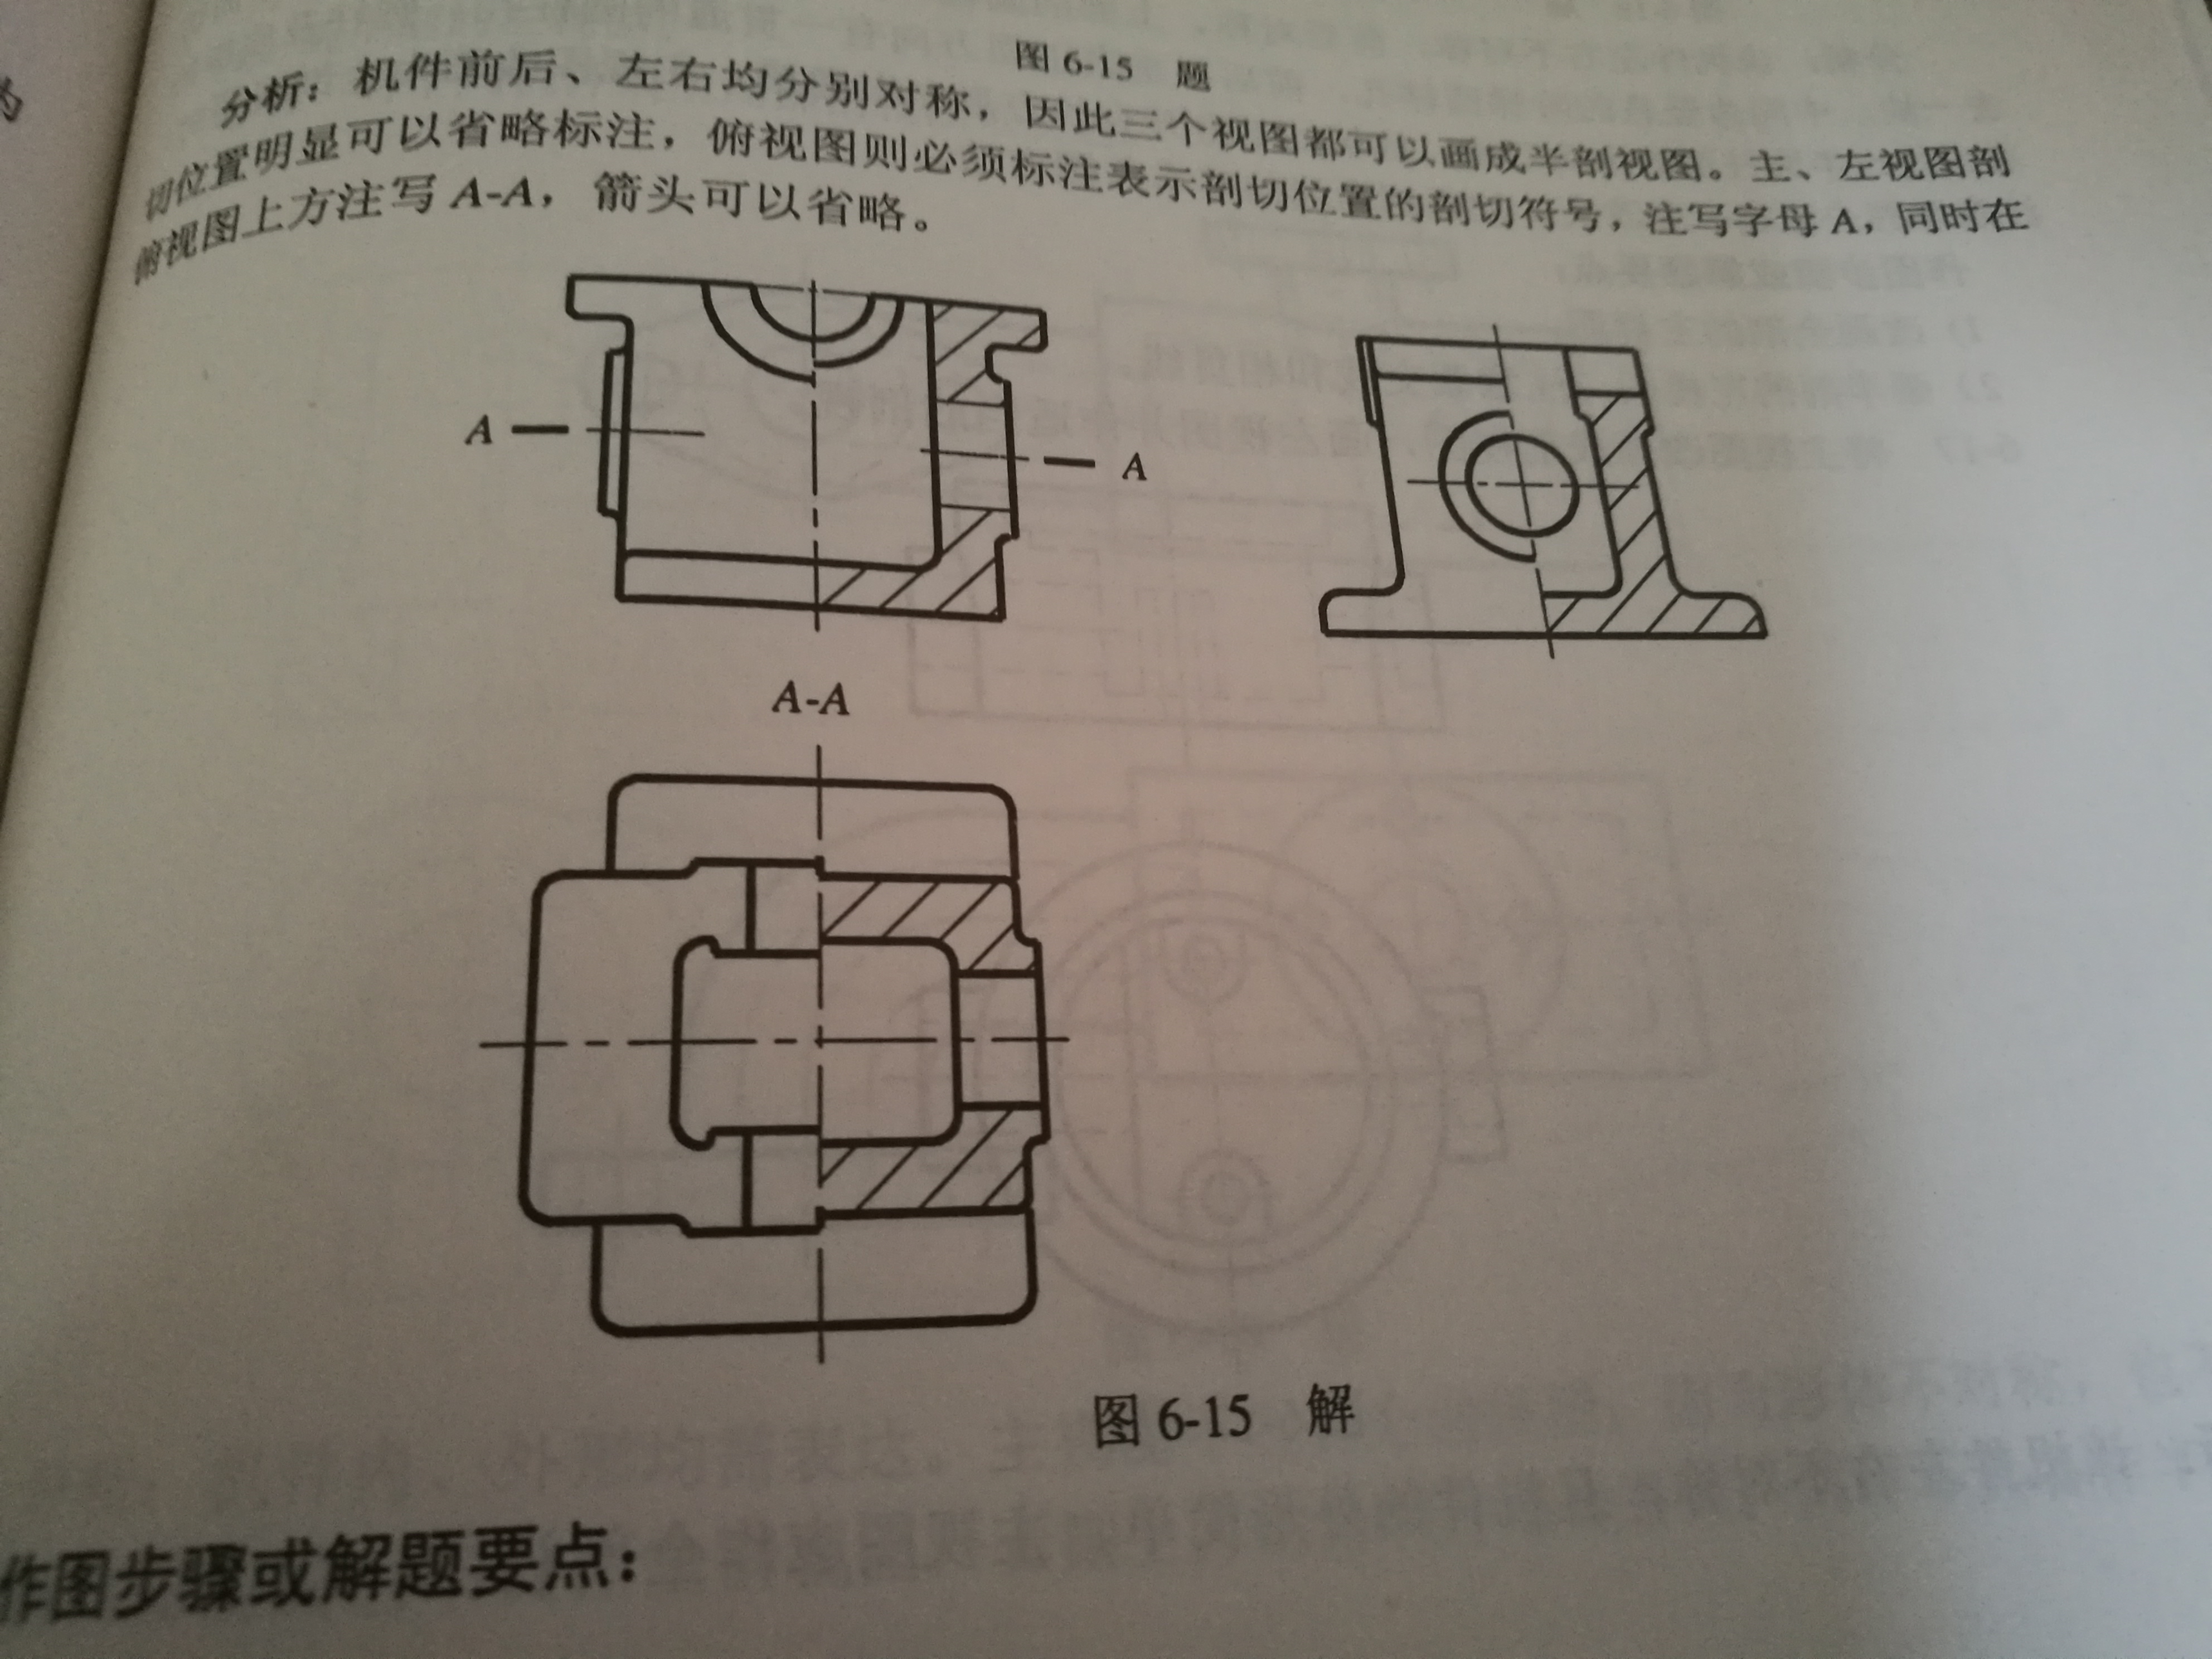 图 6-15 题
分析：机件前后、左右均分别对称，因此三个视图都可以画成半剖视图。主、左视图剖
切位置明显可以省略标注，俯视图则必须标注表示剖切位置的剖切符号，注写字母 A，同时在
俯视图上方注写 A-A，箭头可以省略。
A
A
A-A
图 6-15 解
作图步骤或解题要点：